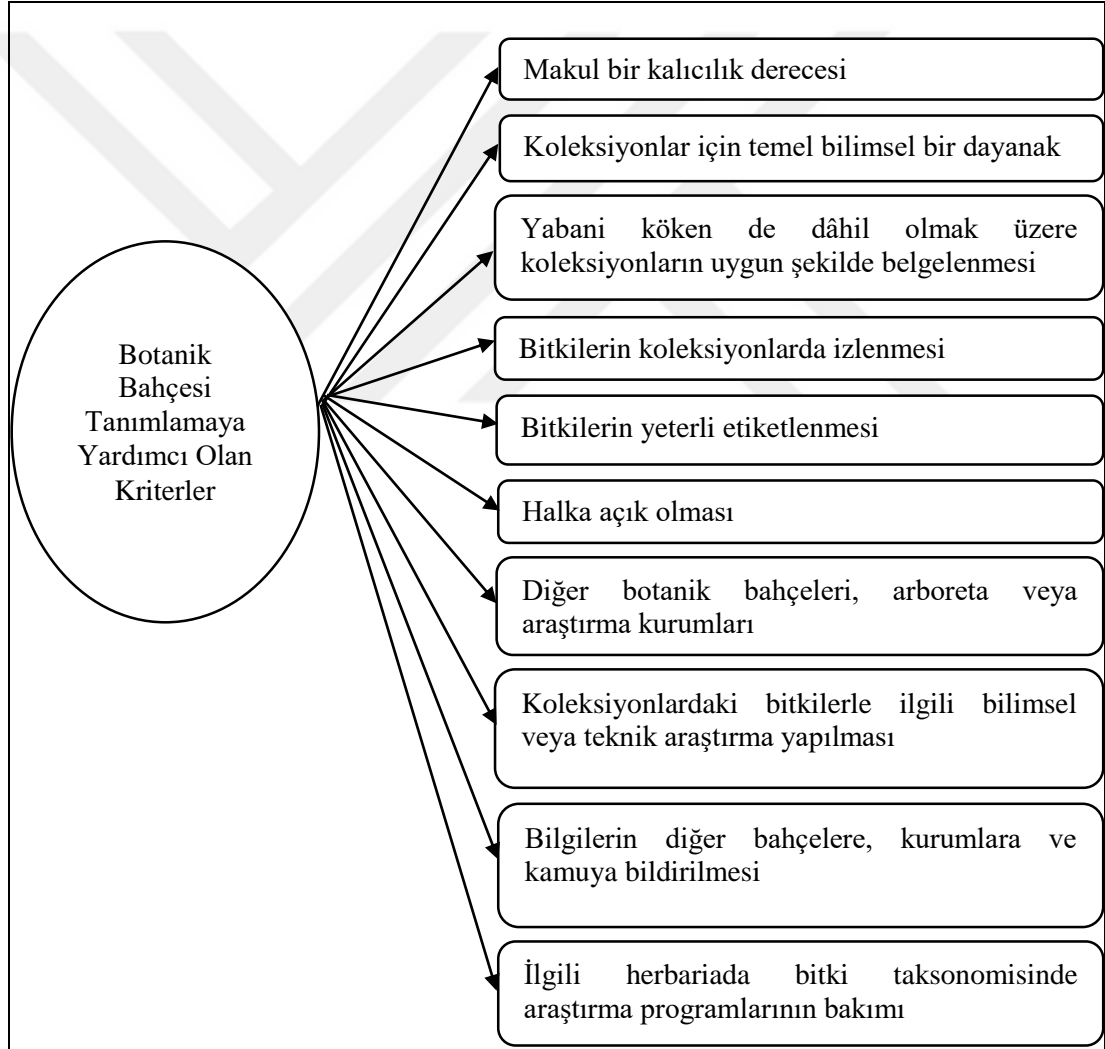 Botanik
Bahçesi
Tanımlamaya
Yardımcı Olan
Kriterler
Makul bir kalıcılık derecesi
Koleksiyonlar için temel bilimsel bir dayanak
Yabani köken de dâhil olmak üzere
koleksiyonların uygun şekilde belgelenmesi
Bitkilerin koleksiyonlarda izlenmesi
Bitkilerin yeterli etiketlenmesi
Halka açık olması
Diğer botanik bahçeleri, arboreta veya
araştırma kurumları
Koleksiyonlardaki bitkilerle ilgili bilimsel
veya teknik araştırma yapılması
Bilgilerin diğer bahçelere, kurumlara ve
kamuya bildirilmesi
İlgili herbariada bitki taksonomisinde
araştırma programlarının bakımı